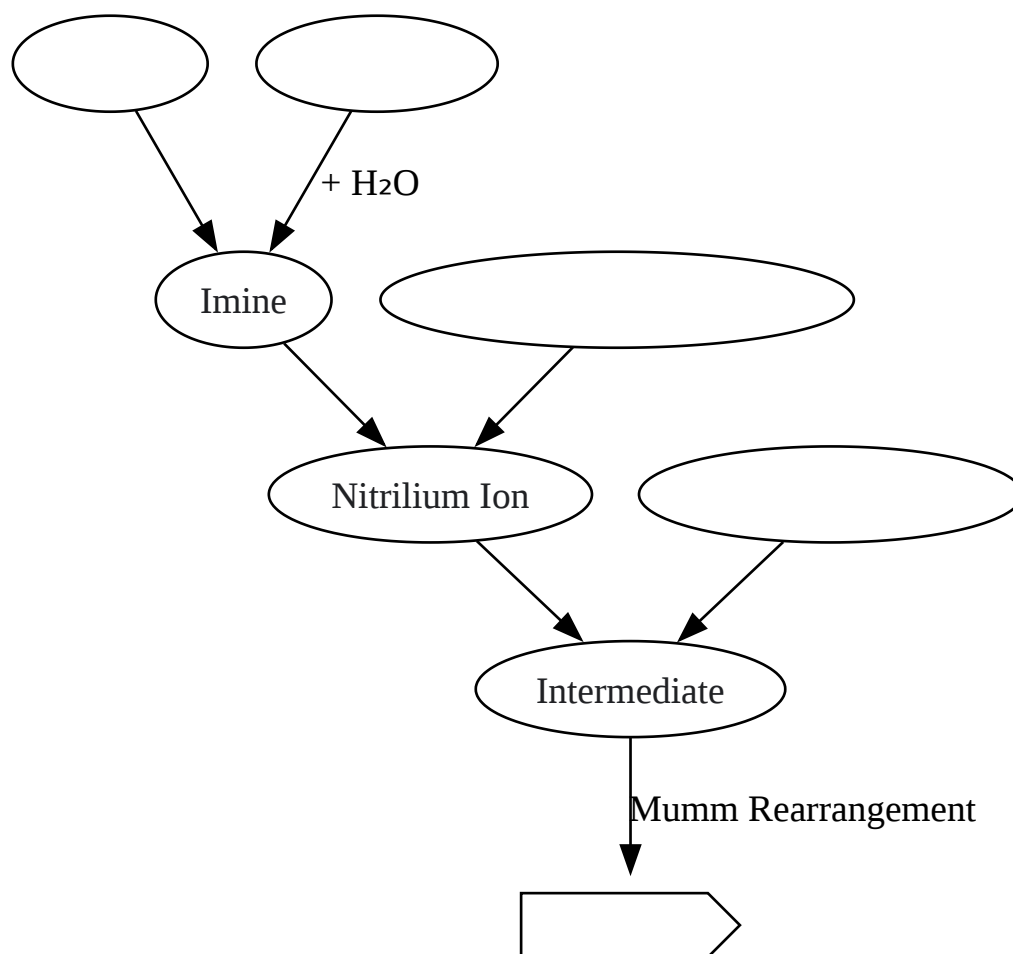 + H₂O
Imine
Nitrilium Ion
Intermediate
Mumm Rearrangement